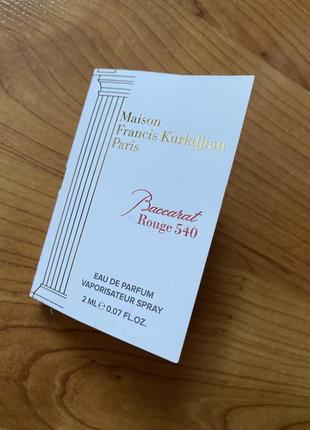 Maison
Francis Kurkdjian
Paris
Baccarat
Rouge 540
EAU DE PARFUM
VAPORISATEUR SPRAY
2 ML ℮ 0.07 FL.OZ.